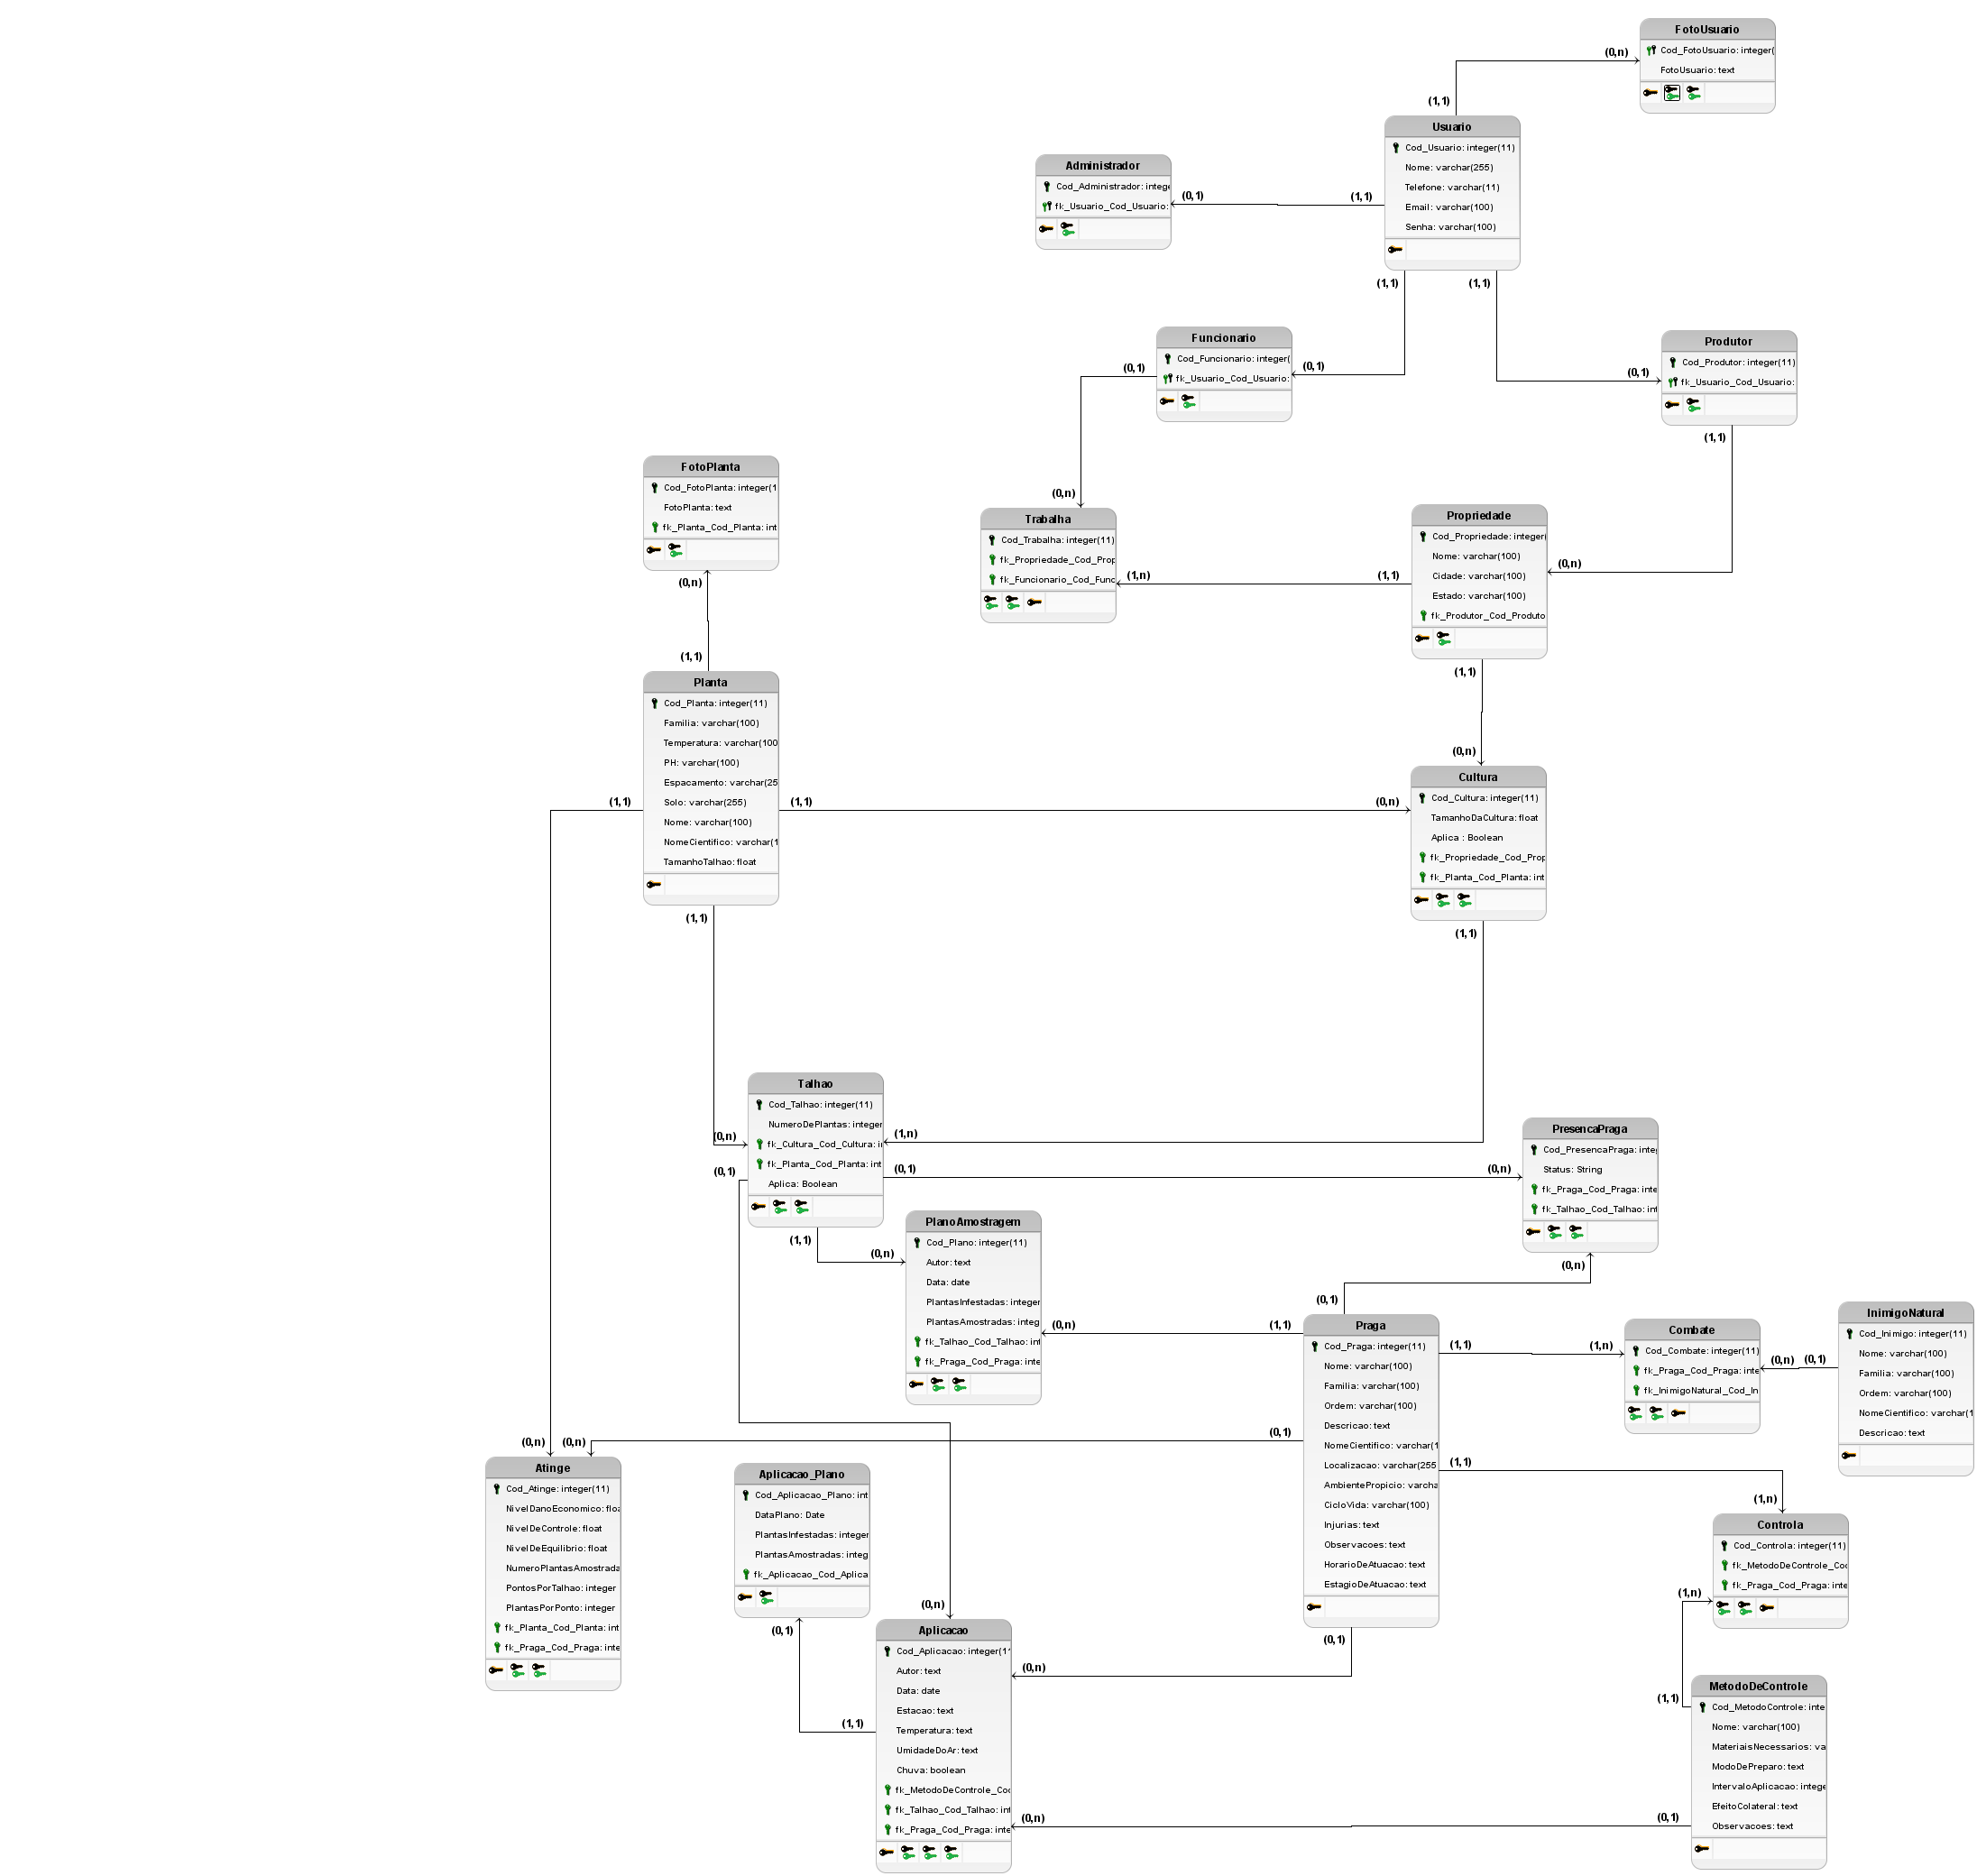 FotoUsuario
Cod_FotoUsuario: integer(
FotoUsuario: text
(0,n)
(1,1)
Usuario
Cod_Usuario: integer(11)
Nome: varchar(255)
Telefone: varchar(11)
Email: varchar(100)
Senha: varchar(100)
Administrador
Cod_Administrador: intege
fk_Usuario_Cod_Usuario:
(0,1)
(1,1)
(1,1)
(1,1)
Funcionario
Cod_Funcionario: integer(
fk_Usuario_Cod_Usuario:
(0,1)
(0,1)
Produtor
Cod_Produtor: integer(11)
fk_Usuario_Cod_Usuario:
(0,1)
(1,1)
FotoPlanta
Cod_FotoPlanta: integer(1
FotoPlanta: text
fk_Planta_Cod_Planta: int
(0,n)
(1,1)
(0,n)
Trabalha
Cod_Trabalha: integer(11)
fk_Propriedade_Cod_Prop
fk_Funcionario_Cod_Func
(1,n)
(1,1)
Propriedade
Cod_Propriedade: integer(
Nome: varchar(100)
Cidade: varchar(100)
Estado: varchar(100)
fk_Produtor_Cod_Produto
(0,n)
(1,1)
(0,n)
Planta
Cod_Planta: integer(11)
Familia: varchar(100)
Temperatura: varchar(100
PH: varchar(100)
Espacamento: varchar(25
Solo: varchar(255)
Nome: varchar(100)
NomeCientifico: varchar(1
TamanhoTalhao: float
(1,1)
(1,1)
(0,n)
(1,1)
Cultura
Cod_Cultura: integer(11)
TamanhoDaCultura: float
Aplica : Boolean
fk_Propriedade_Cod_Prop
fk_Planta_Cod_Planta: int
(1,1)
Talhao
Cod_Talhao: integer(11)
NumeroDePlantas: integer
fk_Cultura_Cod_Cultura: in
fk_Planta_Cod_Planta: int
Aplica: Boolean
(0,n)
(1,n)
(0,1)
(0,1)
(0,n)
(1,1)
(0,n)
PresencaPraga
Cod_PresencaPraga: integ
Status: String
fk_Praga_Cod_Praga: inte
fk_Talhao_Cod_Talhao: int
(0,n)
(0,1)
PlanoAmostragem
Cod_Plano: integer(11)
Autor: text
Data: date
PlantasInfestadas: integer
PlantasAmostradas: integ
fk_Talhao_Cod_Talhao: int
fk_Praga_Cod_Praga: inte
(0,n)
(1,1)
Praga
Cod_Praga: integer(11)
Nome: varchar(100)
Familia: varchar(100)
Ordem: varchar(100)
Descricao: text
NomeCientifico: varchar(1
Localizacao: varchar(255
AmbientePropicio: varcha
CicloVida: varchar(100)
Injurias: text
Observacoes: text
HorarioDeAtuacao: text
EstagioDeAtuacao: text
(1,1)
(1,n)
Combate
Cod_Combate: integer(11)
fk_Praga_Cod_Praga: inte
fk_InimigoNatural_Cod_In
(0,n)
(0,1)
InimigoNatural
Cod_Inimigo: integer(11)
Nome: varchar(100)
Familia: varchar(100)
Ordem: varchar(100)
NomeCientifico: varchar(1
Descricao: text
(0,n)
(0,n)
(0,1)
(1,1)
(1,n)
Atinge
Cod_Atinge: integer(11)
NivelDanoEconomico: floa
NivelDeControle: float
NivelDeEquilibrio: float
NumeroPlantasAmostrada
PontosPorTalhao: integer
PlantasPorPonto: integer
fk_Planta_Cod_Planta: int
fk_Praga_Cod_Praga: inte
Aplicacao_Plano
Cod_Aplicacao_Plano: int
DataPlano: Date
PlantasInfestadas: integer
PlantasAmostradas: integ
fk_Aplicacao_Cod_Aplica
(0,1)
(1,1)
Controla
Cod_Controla: integer(11)
fk_MetodoDeControle_Cod
fk_Praga_Cod_Praga: inte
(1,n)
(1,1)
(0,n)
Aplicacao
Cod_Aplicacao: integer(11
Autor: text
Data: date
Estacao: text
Temperatura: text
UmidadeDoAr: text
Chuva: boolean
fk_MetodoDeControle_Cod
fk_Talhao_Cod_Talhao: int
fk_Praga_Cod_Praga: inte
(0,1)
(0,n)
(0,n)
(0,1)
MetodoDeControle
Cod_MetodoControle: inte
Nome: varchar(100)
MateriaisNecessarios: va
ModoDePreparo: text
IntervaloAplicacao: intege
EfeitoColateral: text
Observacoes: text